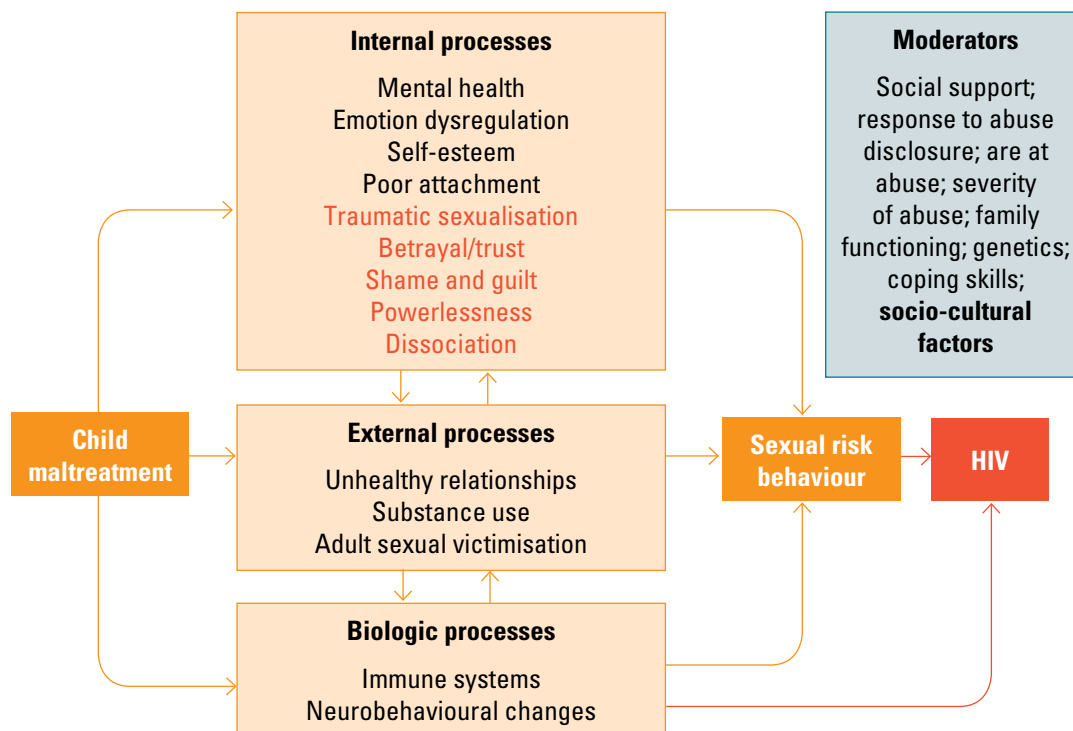 Internal processes
Mental health
Emotion dysregulation
Self-esteem
Poor attachment
Traumatic sexualisation
Betrayal/trust
Shame and guilt
Powerlessness
Dissociation
Moderators
Social support;
response to abuse
disclosure; are at
abuse; severity
of abuse; family
functioning; genetics;
coping skills;
socio-cultural
factors
Child
maltreatment
External processes
Unhealthy relationships
Substance use
Adult sexual victimisation
Sexual risk
behaviour
HIV
Biologic processes
Immune systems
Neurobehavioural changes